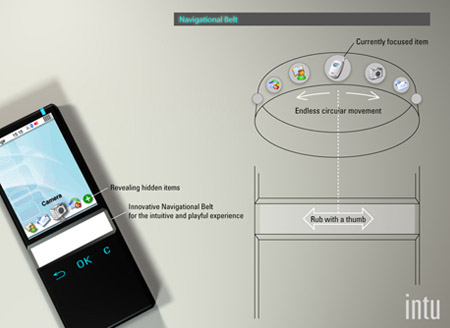 Navigational Belt
Currently focused item
Endless circular movement
Revealing hidden items
Innovative Navigational Belt
for the intuitive and playful experience
Rub with a thumb
Camera
OK C
intu